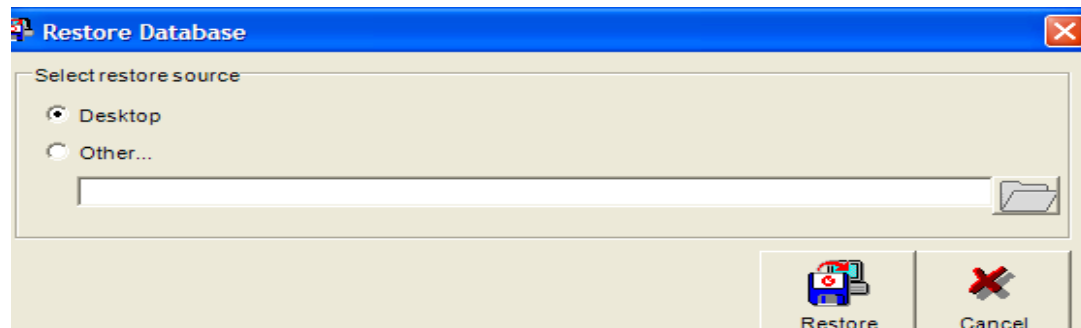 Restore Database
Select restore source
Desktop
Other...
Restore Cancel